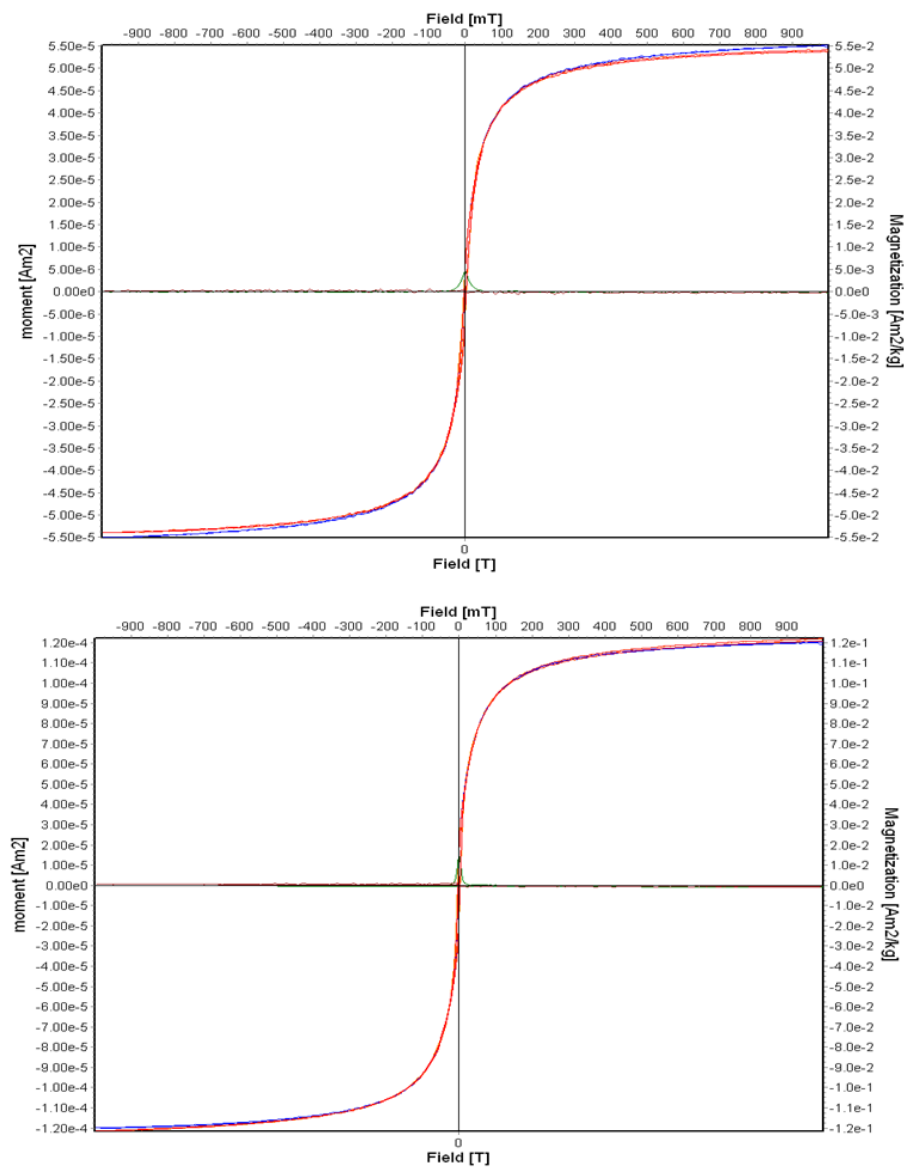 Field [mT]
-900 -800 -700 -600 -500 -400 -300 -200 -100 0 100 200 300 400 500 600 700 800 900
5.50e-5 5.5e-2
5.00e-5 5.0e-2
4.50e-5 4.5e-2
4.00e-5 4.0e-2
3.50e-5 3.5e-2
3.00e-5 3.0e-2
2.50e-5 2.5e-2
2.00e-5 2.0e-2
1.50e-5 1.5e-2
1.00e-5 1.0e-2
5.00e-6 5.0e-3
0.00e0 0.0e0
-5.00e-6 -5.0e-3
-1.00e-5 -1.0e-2
-1.50e-5 -1.5e-2
-2.00e-5 -2.0e-2
-2.50e-5 -2.5e-2
-3.00e-5 -3.0e-2
-3.50e-5 -3.5e-2
-4.00e-5 -4.0e-2
-4.50e-5 -4.5e-2
-5.00e-5 -5.0e-2
-5.50e-5 -5.5e-2
moment [Am2]
Magnetization [Am2/kg]
0
Field [T]
Field [mT]
-900 -800 -700 -600 -500 -400 -300 -200 -100 0 100 200 300 400 500 600 700 800 900
1.20e-4 1.2e-1
1.10e-4 1.1e-1
1.00e-4 1.0e-1
9.00e-5 9.0e-2
8.00e-5 8.0e-2
7.00e-5 7.0e-2
6.00e-5 6.0e-2
5.00e-5 5.0e-2
4.00e-5 4.0e-2
3.00e-5 3.0e-2
2.00e-5 2.0e-2
1.00e-5 1.0e-2
0.00e0 0.0e0
-1.00e-5 -1.0e-2
-2.00e-5 -2.0e-2
-3.00e-5 -3.0e-2
-4.00e-5 -4.0e-2
-5.00e-5 -5.0e-2
-6.00e-5 -6.0e-2
-7.00e-5 -7.0e-2
-8.00e-5 -8.0e-2
-9.00e-5 -9.0e-2
-1.00e-4 -1.0e-1
-1.10e-4 -1.1e-1
-1.20e-4 -1.2e-1
moment [Am2]
Magnetization [Am2/kg]
0
Field [T]